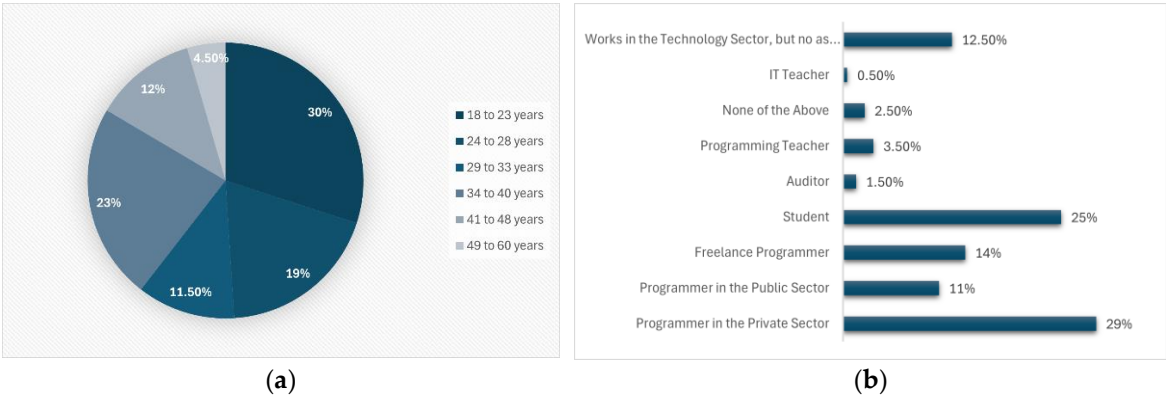 4.50%
12%
30%
23%
11.50%
19%
18 to 23 years
24 to 28 years
29 to 33 years
34 to 40 years
41 to 48 years
49 to 60 years
(a)
Works in the Technology Sector, but no as... 12.50%
IT Teacher 0.50%
None of the Above 2.50%
Programming Teacher 3.50%
Auditor 1.50%
Student 25%
Freelance Programmer 14%
Programmer in the Public Sector 11%
Programmer in the Private Sector 29%
(b)